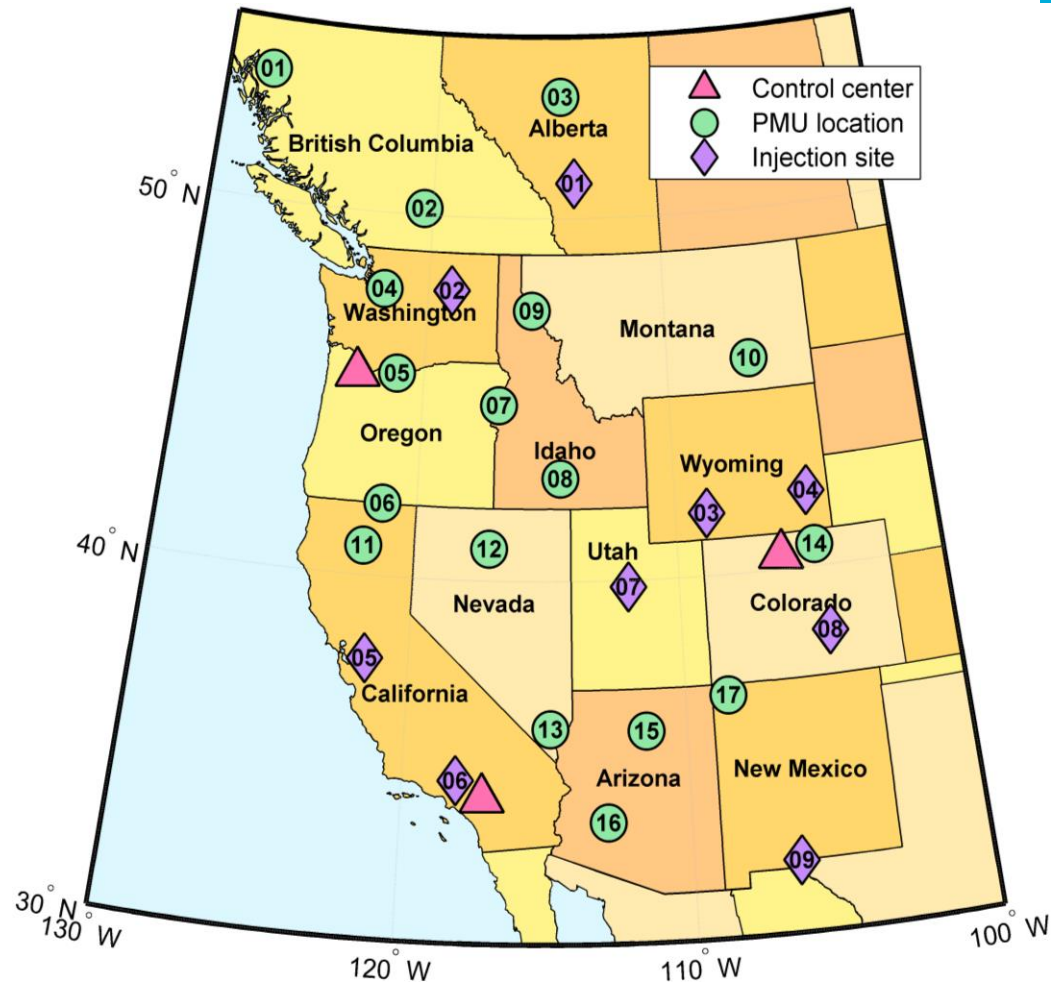 01
03
Alberta
Control center
PMU location
Injection site
British Columbia
01
50° N
02
04
02
Washington
09
Montana
10
05
07
Oregon
Idaho
08
Wyoming
04
03
06
11
12
40° N
Utah
14
07
Nevada
Colorado
08
05
California
17
13
15
New Mexico
Arizona
06
16
09
30° N
130° W
120° W
110° W
100° W